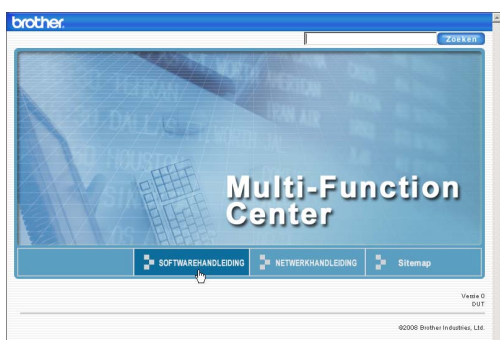 brother.
Zoeken
Multi-Function
Center
SOFTWAREHANDLEIDING NETWERKHANDLEIDING Sitemap
Versie 0
DUT
©2008 Brother Industries, Ltd.